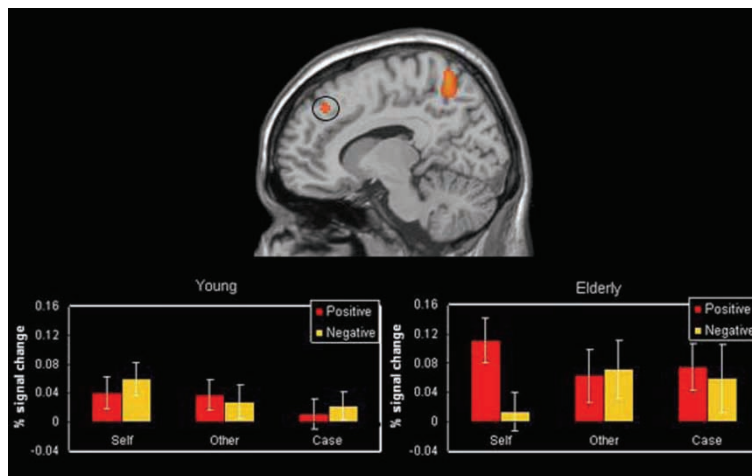 Young
% signal change
0.16
0.12
0.08
0.04
0
-0.04
Positive
Negative
Self
Other
Case
Elderly
% signal change
0.16
0.12
0.08
0.04
0
-0.04
Positive
Negative
Self
Other
Case